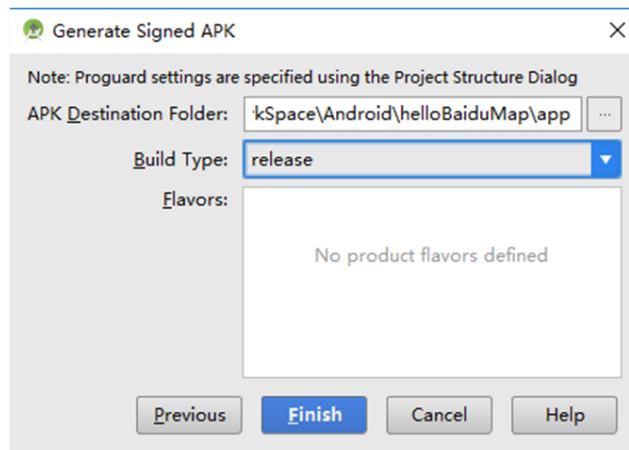 Generate Signed APK
Note: Proguard settings are specified using the Project Structure Dialog
APK Destination Folder: kSpace\Android\helloBaiduMap\app ...
Build Type: release
Flavors:
No product flavors defined
Previous Finish Cancel Help